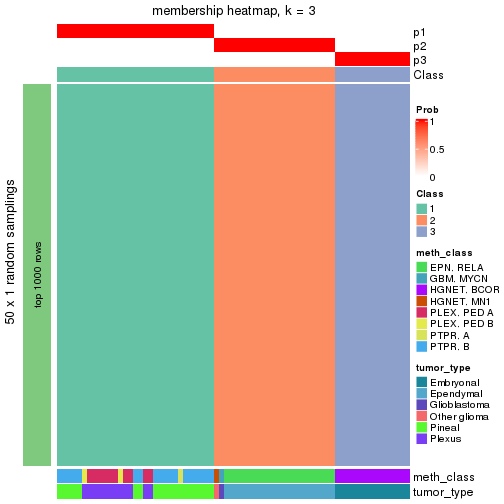 membership heatmap, k = 3
p1
p2
p3
Class
50 x 1 random samplings
top 1000 rows
Prob
1
0.5
0
Class
1
2
3
meth_class
EPN. RELA
GBM. MYCN
HGNET. BCOR
HGNET. MN1
PLEX. PED A
PLEX. PED B
PTPR. A
PTPR. B
tumor_type
Embryonal
Ependymal
Glioblastoma
Other glioma
Pineal
Plexus
meth_class
tumor_type